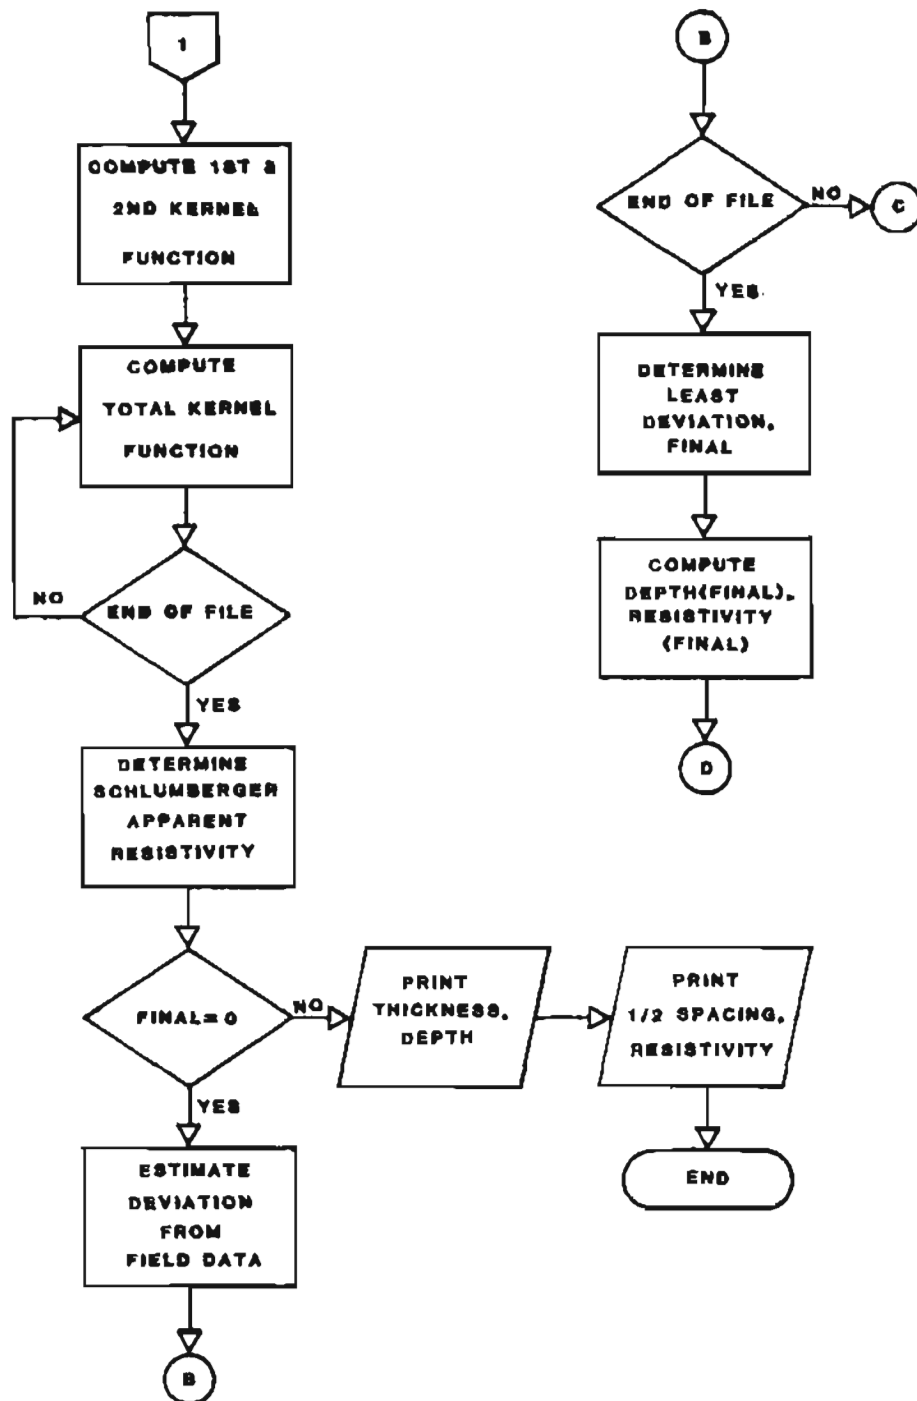 1
COMPUTE 1ST &
2ND KERNEL
FUNCTION
COMPUTE
TOTAL KERNEL
FUNCTION
NO
END OF FILE
YES
DETERMINE
SCHLUMBERGER
APPARENT
RESISTIVITY
FINAL=0
NO
YES
PRINT
THICKNESS,
DEPTH
PRINT
1/2 SPACING,
RESISTIVITY
END
ESTIMATE
DEVIATION
FROM
FIELD DATA
B
B
END OF FILE
NO
C
YES
DETERMINE
LEAST
DEVIATION,
FINAL
COMPUTE
DEPTH(FINAL),
RESISTIVITY
(FINAL)
D